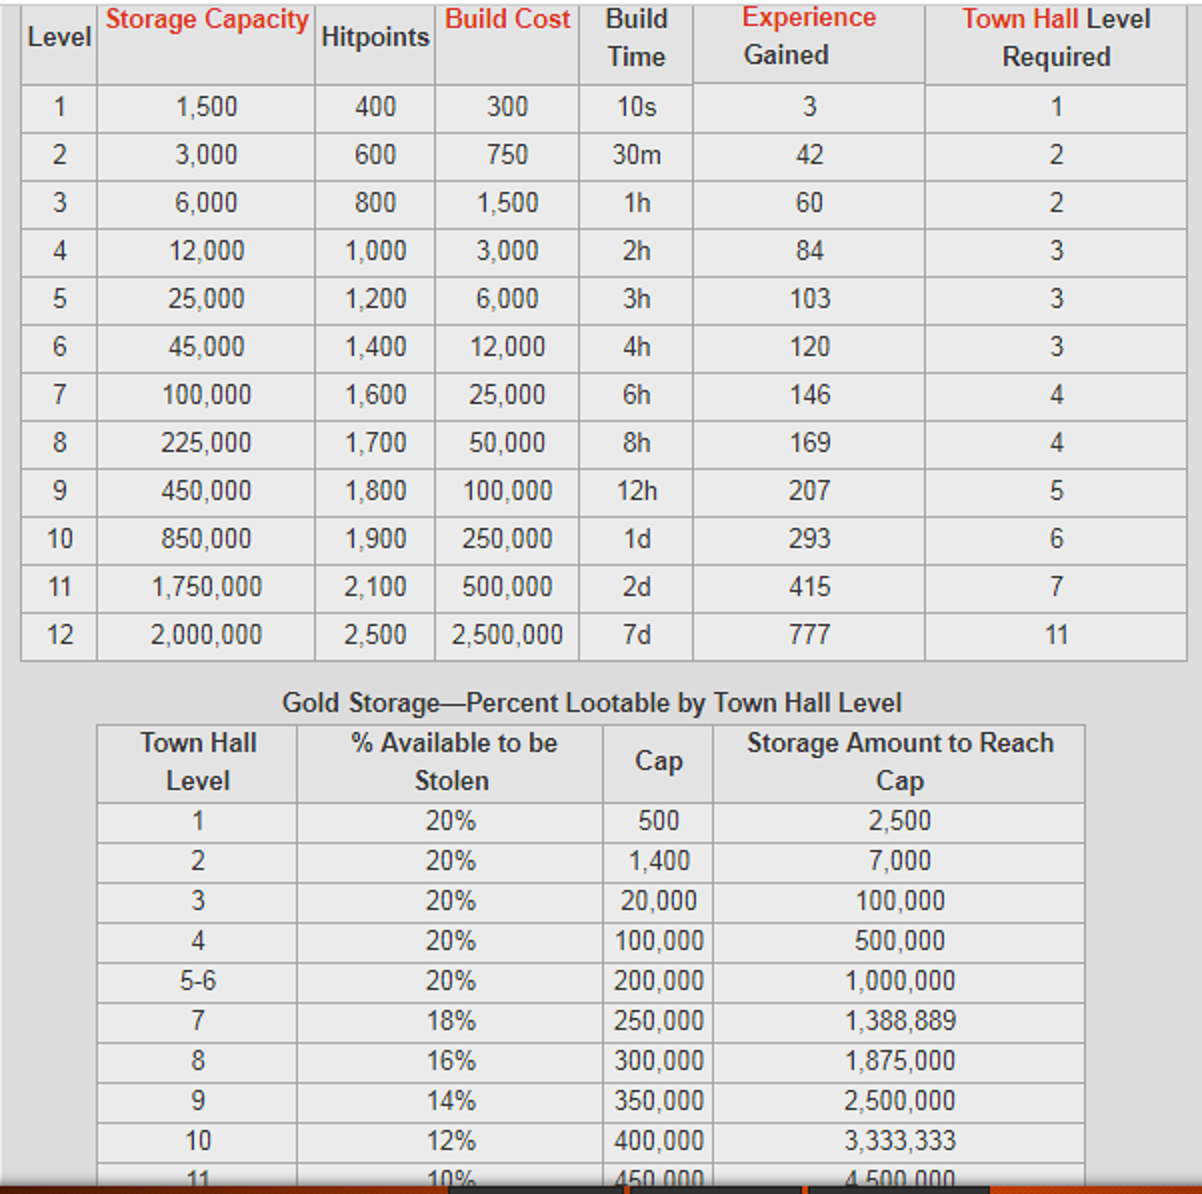 Level Storage Capacity Hitpoints Build Cost Build Time Experience Gained Town Hall Level Required
1 1,500 400 300 10s 3 1
2 3,000 600 750 30m 42 2
3 6,000 800 1,500 1h 60 2
4 12,000 1,000 3,000 2h 84 3
5 25,000 1,200 6,000 3h 103 3
6 45,000 1,400 12,000 4h 120 3
7 100,000 1,600 25,000 6h 146 4
8 225,000 1,700 50,000 8h 169 4
9 450,000 1,800 100,000 12h 207 5
10 850,000 1,900 250,000 1d 293 6
11 1,750,000 2,100 500,000 2d 415 7
12 2,000,000 2,500 2,500,000 7d 777 11
Gold Storage—Percent Lootable by Town Hall Level
Town Hall Level % Available to be Stolen Cap Storage Amount to Reach Cap
1 20% 500 2,500
2 20% 1,400 7,000
3 20% 20,000 100,000
4 20% 100,000 500,000
5-6 20% 200,000 1,000,000
7 18% 250,000 1,388,889
8 16% 300,000 1,875,000
9 14% 350,000 2,500,000
10 12% 400,000 3,333,333
11 10% 450,000 4,500,000